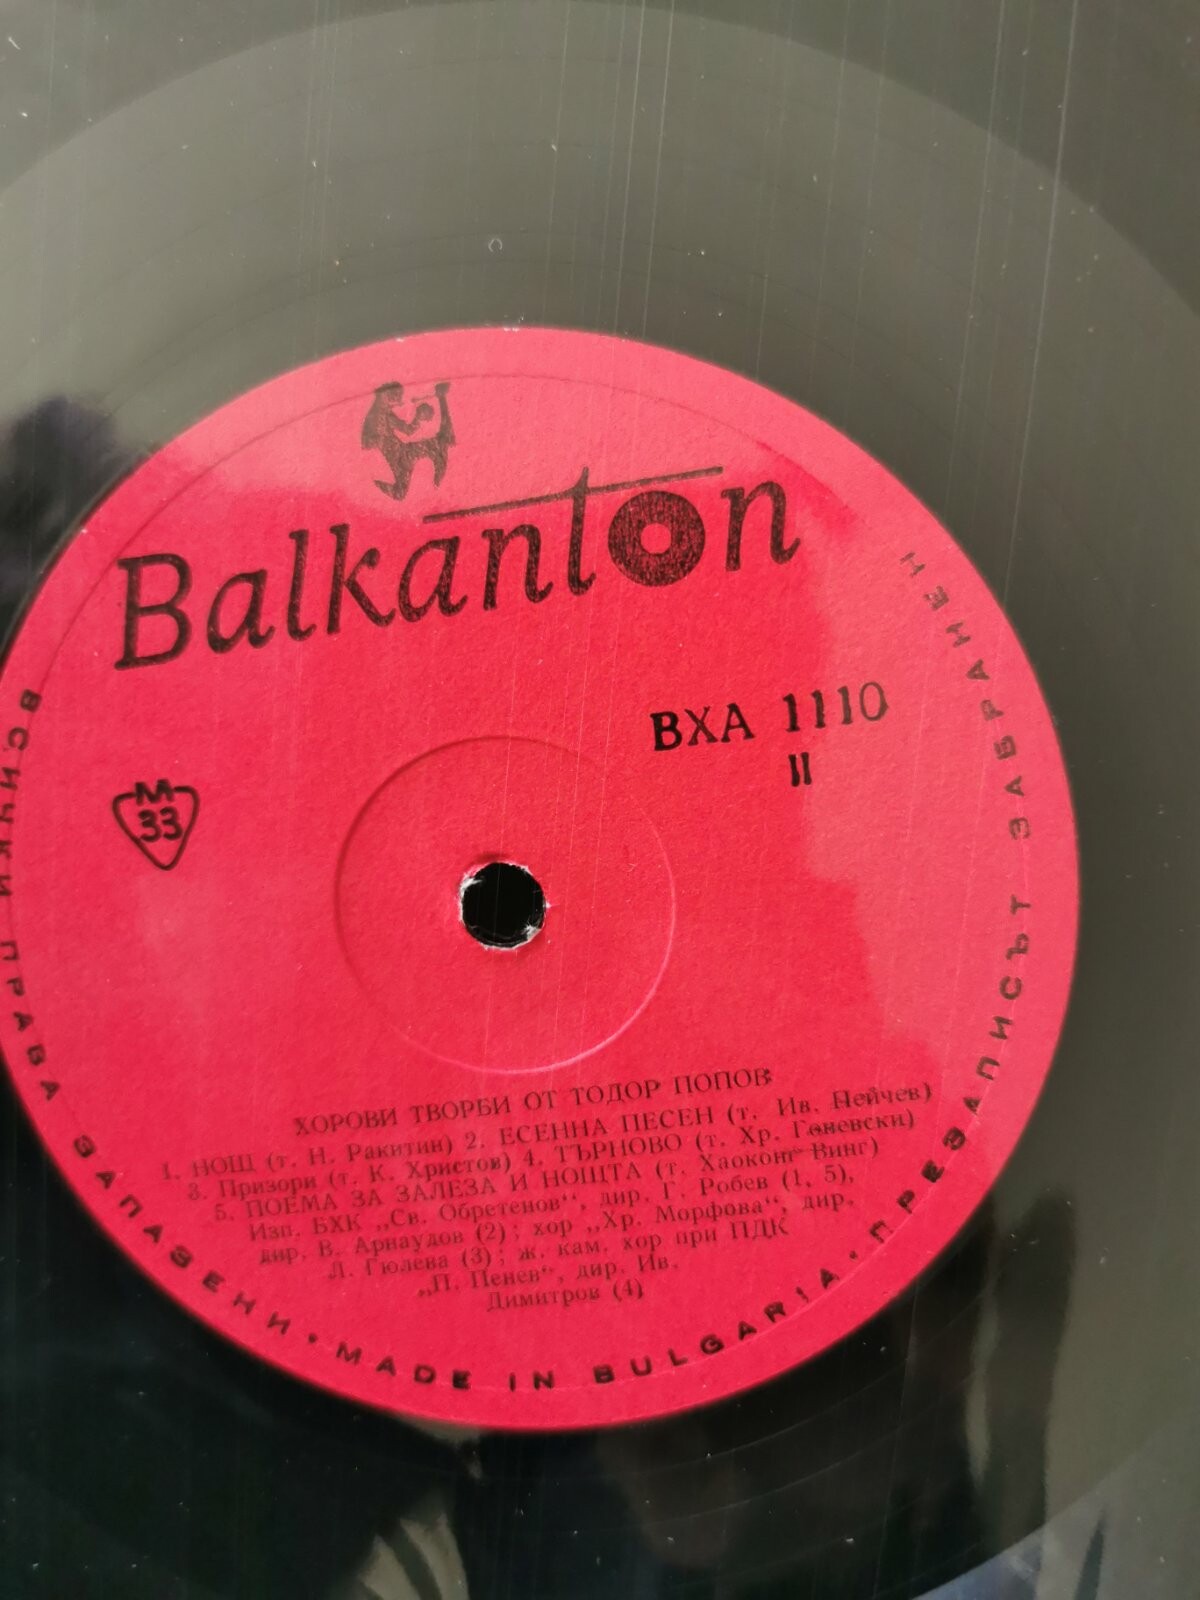 Balkanton
ВХА 1110
II
М
33
ХОРОВИ ТВОРБИ ОТ ТОДОР ПОПОВ
1. НОЩ (т. Н. Ракитин) 2. ЕСЕННА ПЕСЕН (т. Ив. Пейчев)
3. Призори (т. К. Христов) 4. ТЪРНОВО (т. Хр. Ганевски)
5. ПОЕМА ЗА ЗАЛЕЗА И НОЩТА (т. Хаоконг Винг)
Изп. БХК „Св. Обретенов“, дир. Г. Робев (1, 5),
дир. В. Арнаудов (2); хор „Хр. Морфова“, дир.
Л. Гюлева (3); ж. кам. хор при ПДК
„П. Пенев“, дир. Ив.
Димитров (4)
ВСИЧКИ ПРАВА ЗАПАЗЕНИ • MADE IN BULGARIA • ПРЕЗАПИСЪТ ЗАБРАНЕН